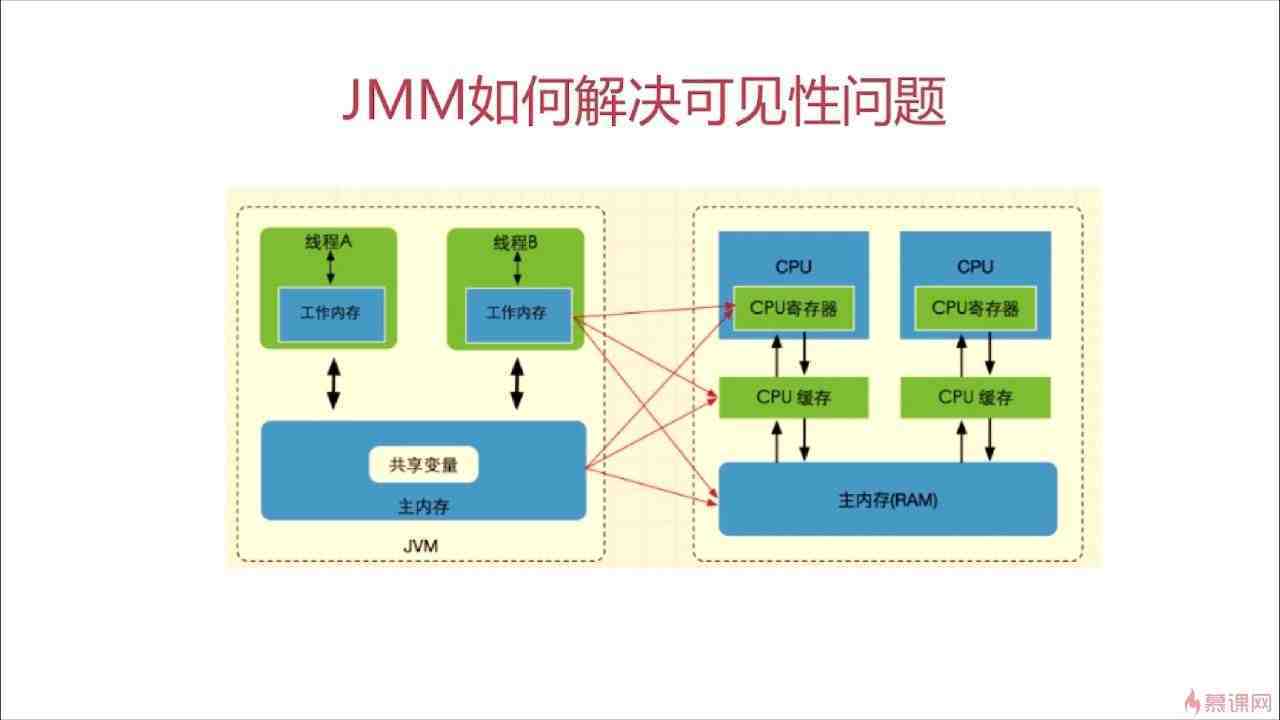 JMM如何解决可见性问题
线程A
工作内存
线程B
工作内存
共享变量
主内存
JVM
CPU
CPU寄存器
CPU 缓存
CPU
CPU寄存器
CPU 缓存
主内存(RAM)
慕课网